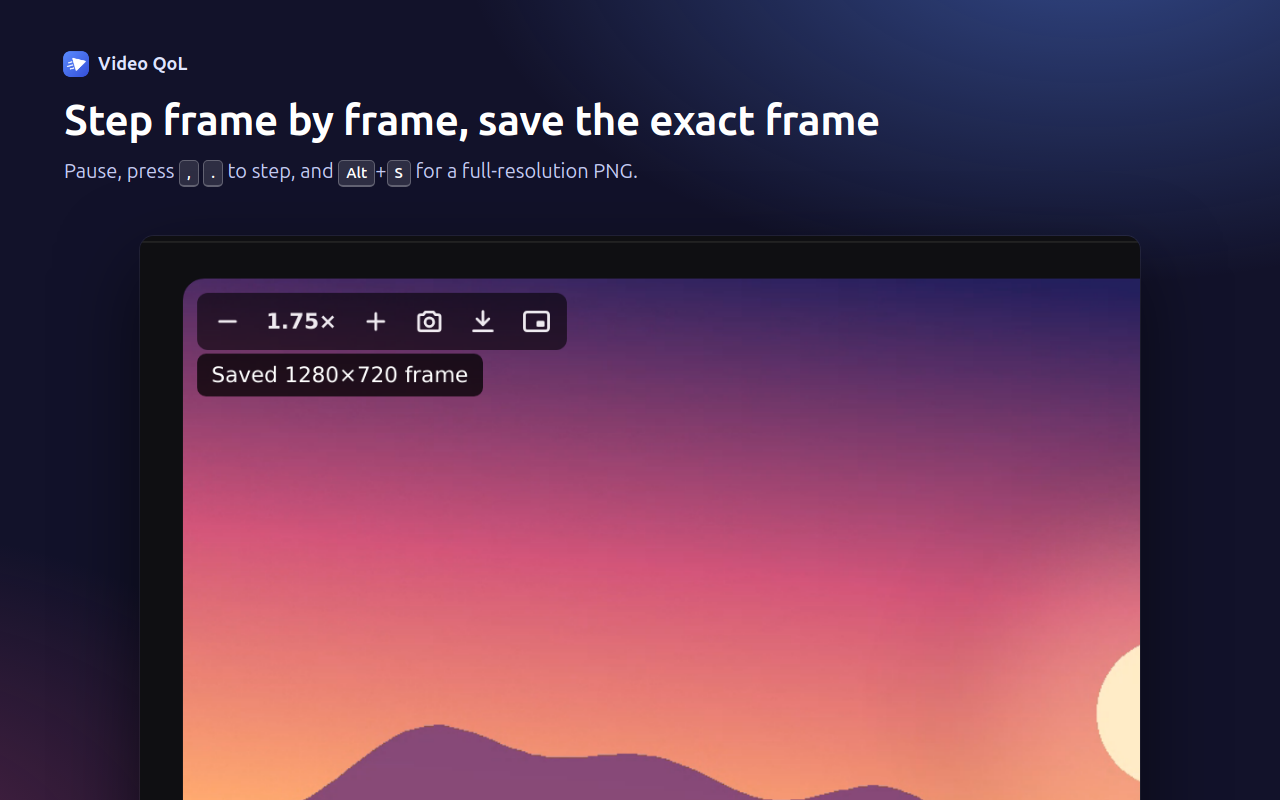 Video QoL
Step frame by frame, save the exact frame
Pause, press , . to step, and Alt+S for a full-resolution PNG.
− 1.75× +
Saved 1280×720 frame